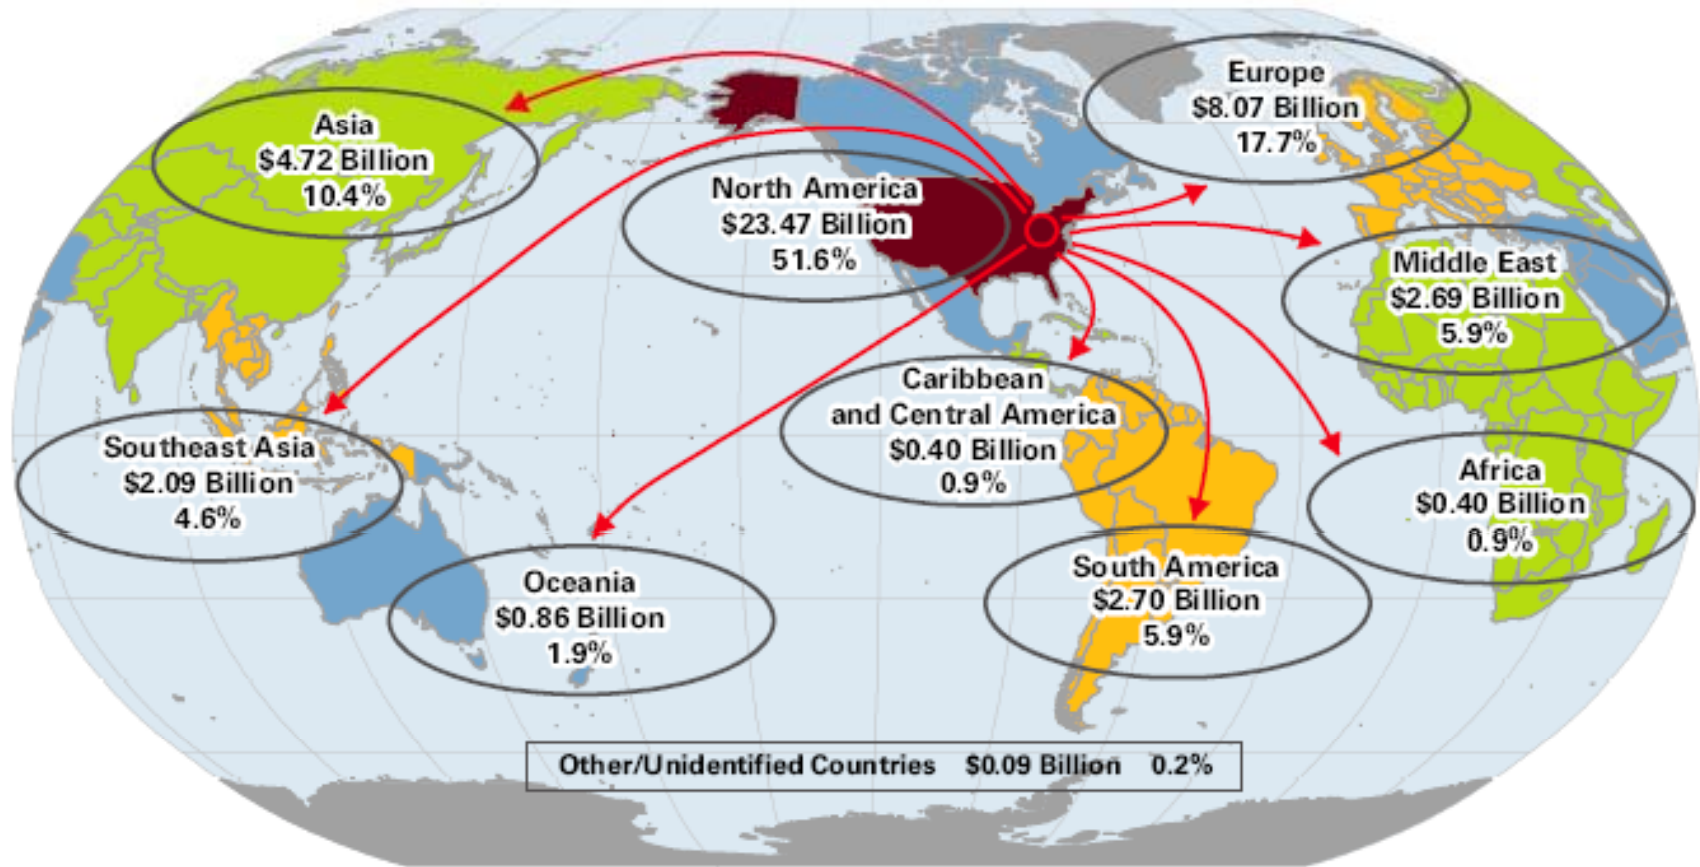 Europe
$8.07 Billion
17.7%
Asia
$4.72 Billion
10.4%
North America
$23.47 Billion
51.6%
Middle East
$2.69 Billion
5.9%
Caribbean
and Central America
$0.40 Billion
0.9%
Southeast Asia
$2.09 Billion
4.6%
Africa
$0.40 Billion
0.9%
Oceania
$0.86 Billion
1.9%
South America
$2.70 Billion
5.9%
Other/Unidentified Countries $0.09 Billion 0.2%